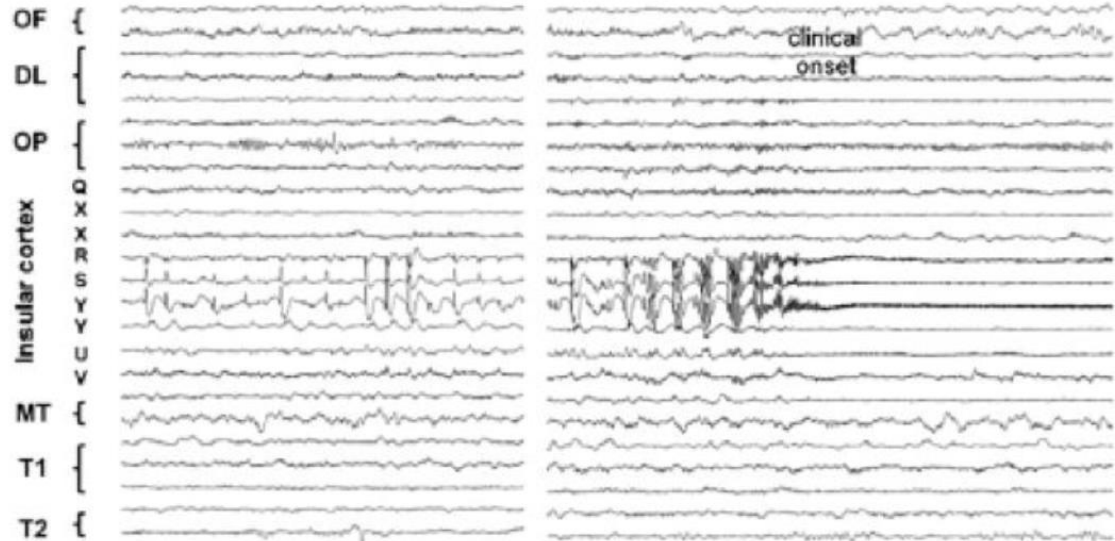 OF {
clinical
onset
DL [
OP [
Insular cortex
Q
X
X
R
S
Y
Y
U
V
MT {
T1 [
T2 {